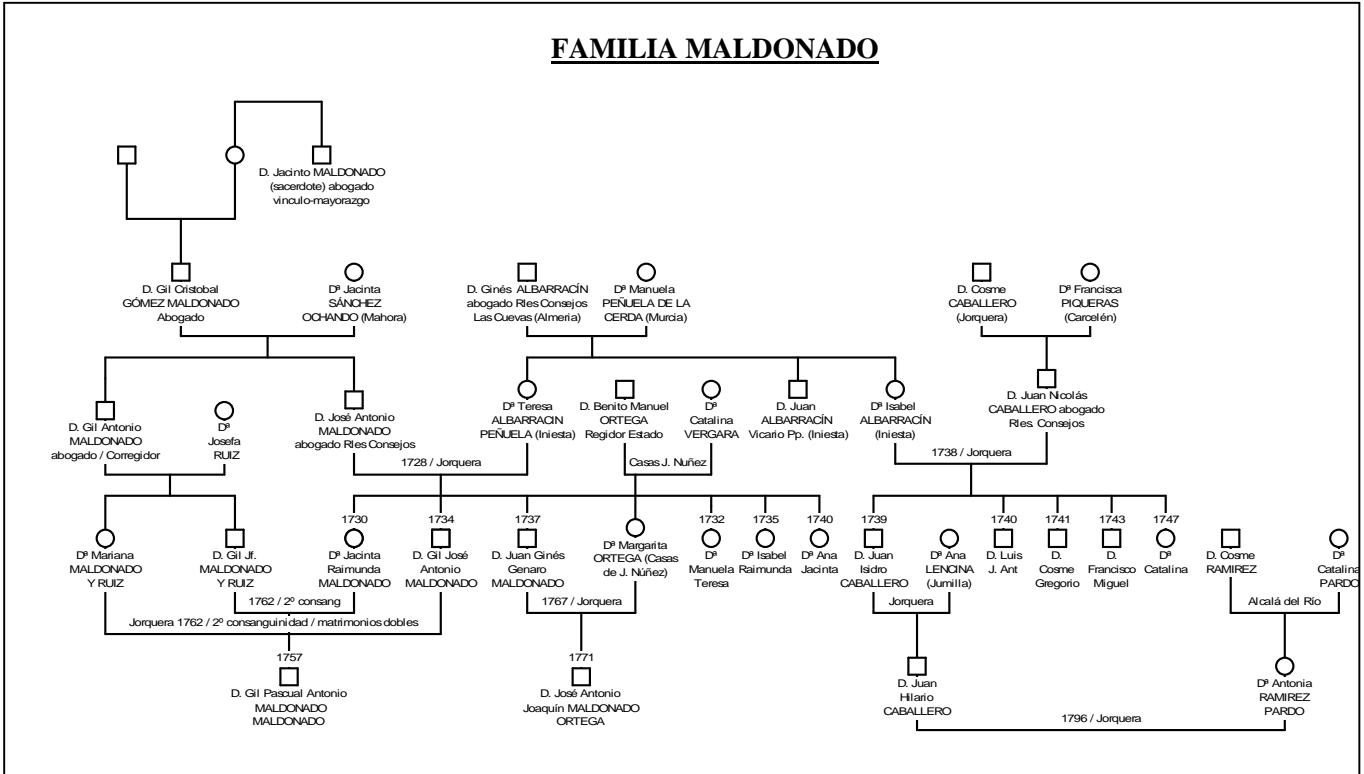 FAMILIA MALDONADO
D. Jacinto MALDONADO
(sacerdote) abogado
vinculo-mayorazgo
D. Gil Cristobal
GÓMEZ MALDONADO
Abogado
Dª Jacinta
SÁNCHEZ
OCHANDO (Mahora)
D. Ginés ALBARRACÍN
abogado Rles Consejos
Las Cuevas (Almeria)
Dª Manuela
PEÑUELA DE LA
CERDA (Murcia)
D. Cosme
CABALLERO
(Jorquera)
Dª Francisca
PIQUERAS
(Carcelén)
D. Gil Antonio
MALDONADO
abogado / Corregidor
Dª
Josefa
RUIZ
D. José Antonio
MALDONADO
abogado Rles Consejos
Dª Teresa
ALBARRACIN
PEÑUELA (Iniesta)
D. Benito Manuel
ORTEGA
Regidor Estado
Dª
Catalina
VERGARA
D. Juan
ALBARRACÍN
Vicario Pp. (Iniesta)
Dª Isabel
ALBARRACÍN
(Iniesta)
D. Juan Nicolás
CABALLERO abogado
Rles. Consejos
1728 / Jorquera
Casas J. Nuñez
1738 / Jorquera
Dª Mariana
MALDONADO
Y RUIZ
D. Gil Jf.
MALDONADO
Y RUIZ
1730
Dª Jacinta
Raimunda
MALDONADO
1734
D. Gil José
Antonio
MALDONADO
1737
D. Juan Ginés
Genaro
MALDONADO
Dª Margarita
ORTEGA (Casas
de J. Núñez)
1732
Dª
Manuela
Teresa
1735
Dª Isabel
Raimunda
1740
Dª Ana
Jacinta
1739
D. Juan
Isidro
CABALLERO
Dª Ana
LENCINA
(Jumilla)
1740
D. Luis
J. Ant
1741
D.
Cosme
Gregorio
1743
D.
Francisco
Miguel
1747
Dª
Catalina
D. Cosme
RAMIREZ
Dª
Catalina
PARDO
1762 / 2º consang
1767 / Jorquera
Jorquera
Alcalá del Río
Jorquera 1762 / 2º consanguinidad / matrimonios dobles
1757
D. Gil Pascual Antonio
MALDONADO
MALDONADO
1771
D. José Antonio
Joaquín MALDONADO
ORTEGA
D. Juan
Hilario
CABALLERO
Dª Antonia
RAMIREZ
PARDO
1796 / Jorquera